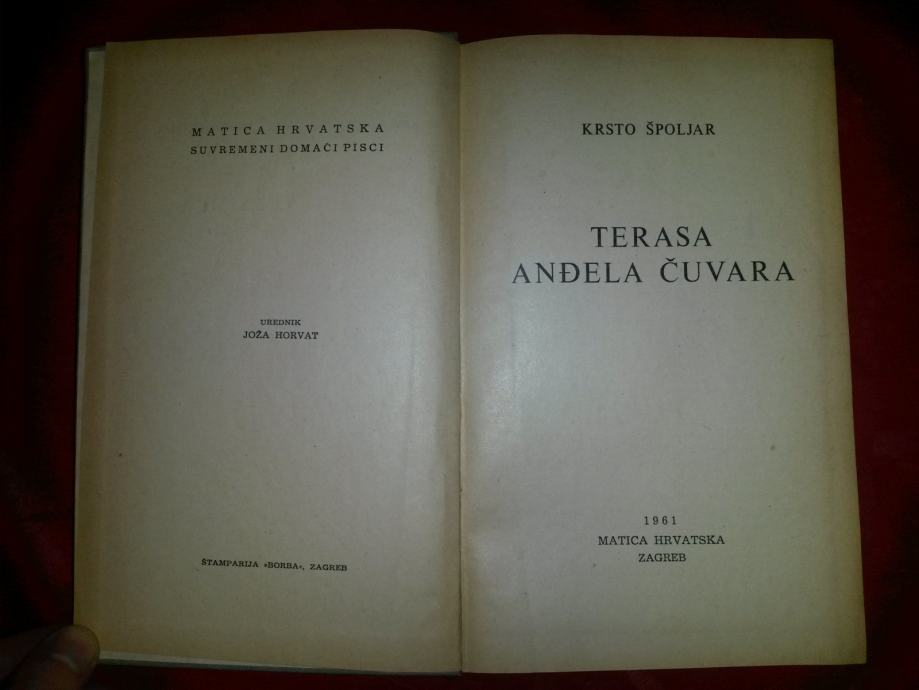 MATICA HRVATSKA
SUVREMENI DOMAĆI PISCI
UREDNIK
JOŽA HORVAT
ŠTAMPARIJA »BORBA«, ZAGREB
KRSTO ŠPOLJAR
TERASA
ANĐELA ČUVARA
1961
MATICA HRVATSKA
ZAGREB